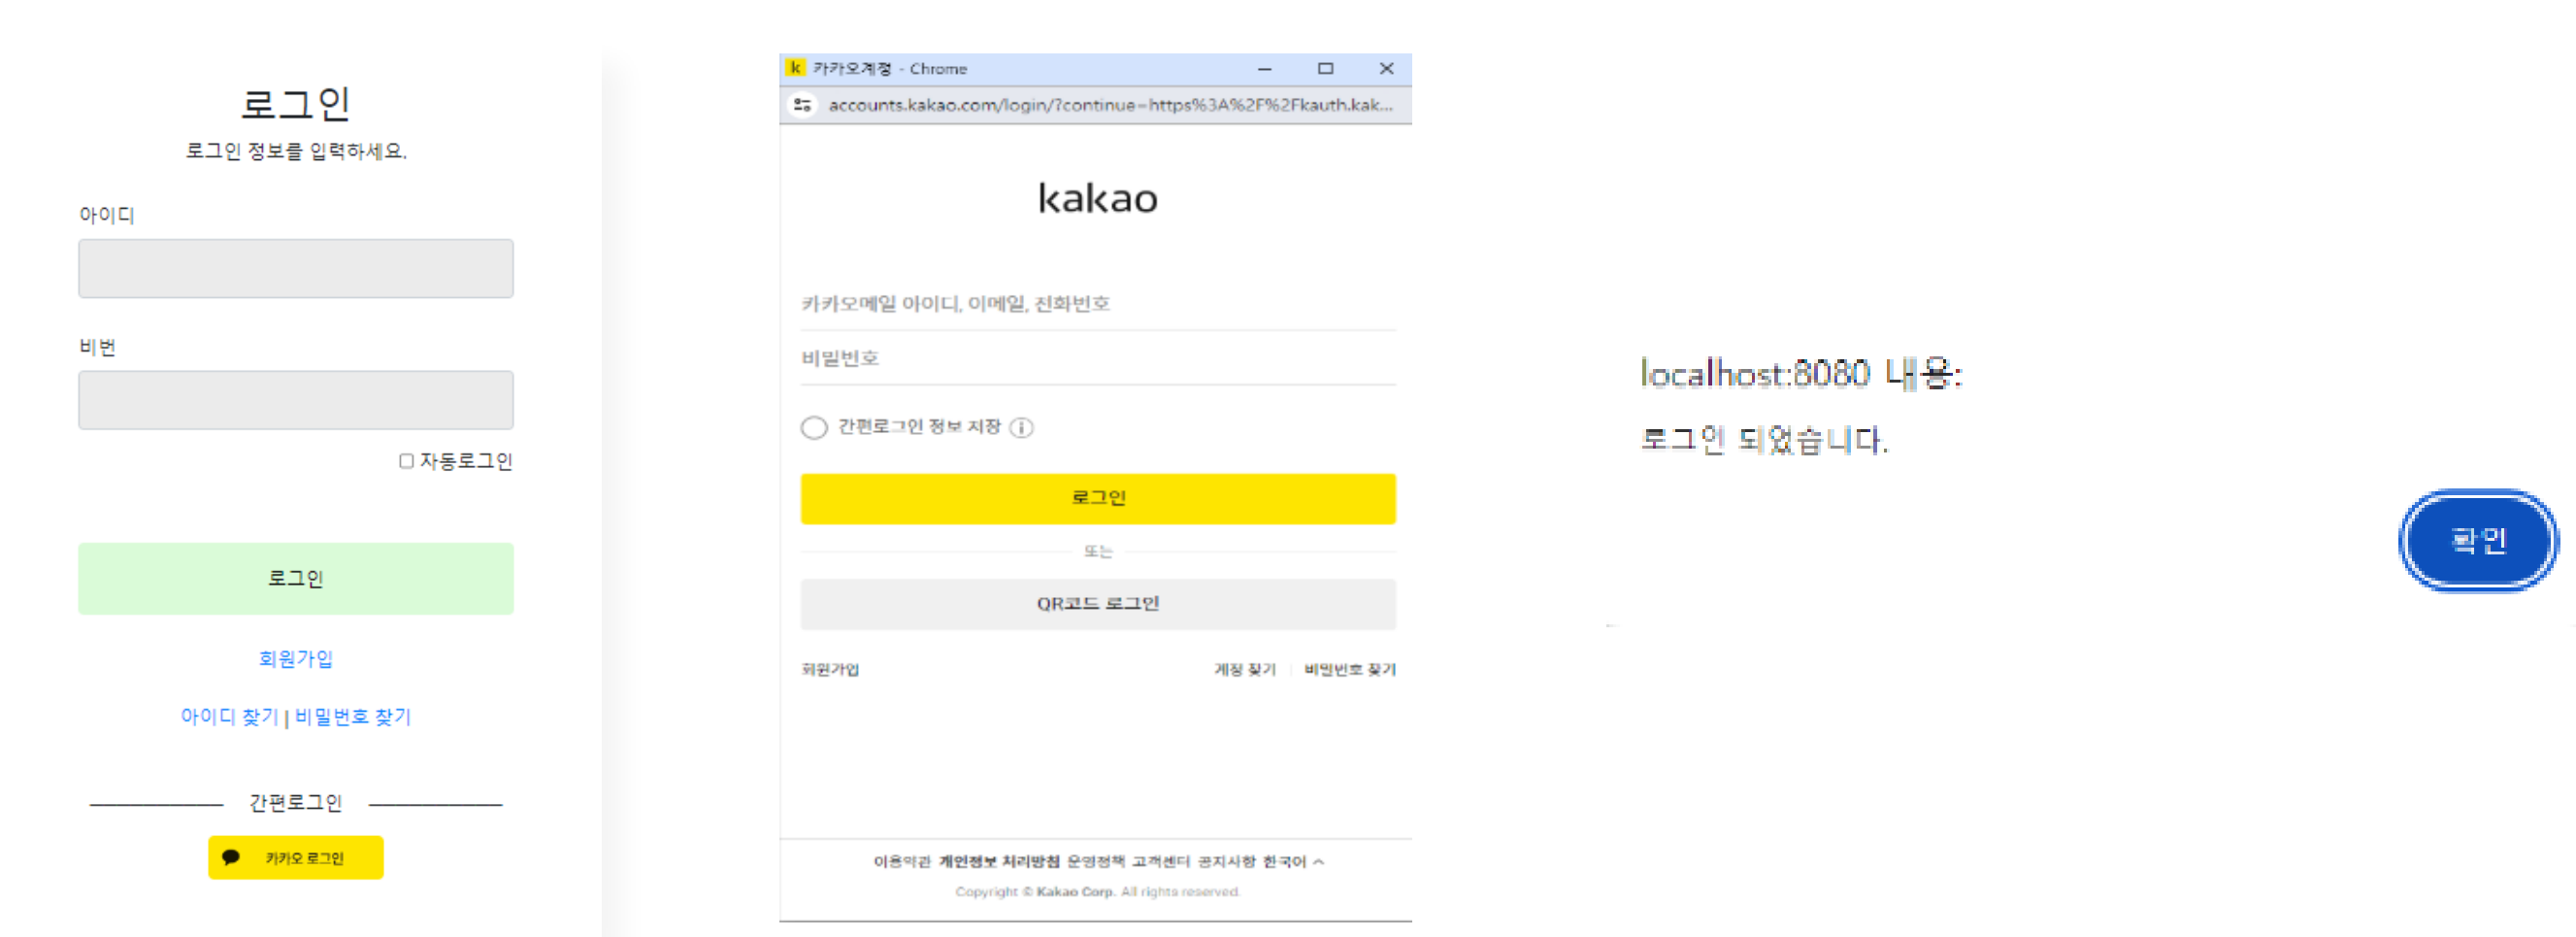 로그인
로그인 정보를 입력하세요.
아이디
비번
자동로그인
로그인
회원가입
아이디 찾기 | 비밀번호 찾기
간편로그인
카카오 로그인
k 카카오계정 - Chrome
accounts.kakao.com/login/?continue=https%3A%2F%2Fkauth.kak...
kakao
카카오메일 아이디, 이메일, 전화번호
비밀번호
간편로그인 정보 저장
로그인
또는
QR코드 로그인
회원가입 계정 찾기 비밀번호 찾기
이용약관 개인정보 처리방침 운영정책 고객센터 공지사항 한국어
Copyright © Kakao Corp. All rights reserved.
localhost:8080 내용:
로그인 되었습니다.
확인